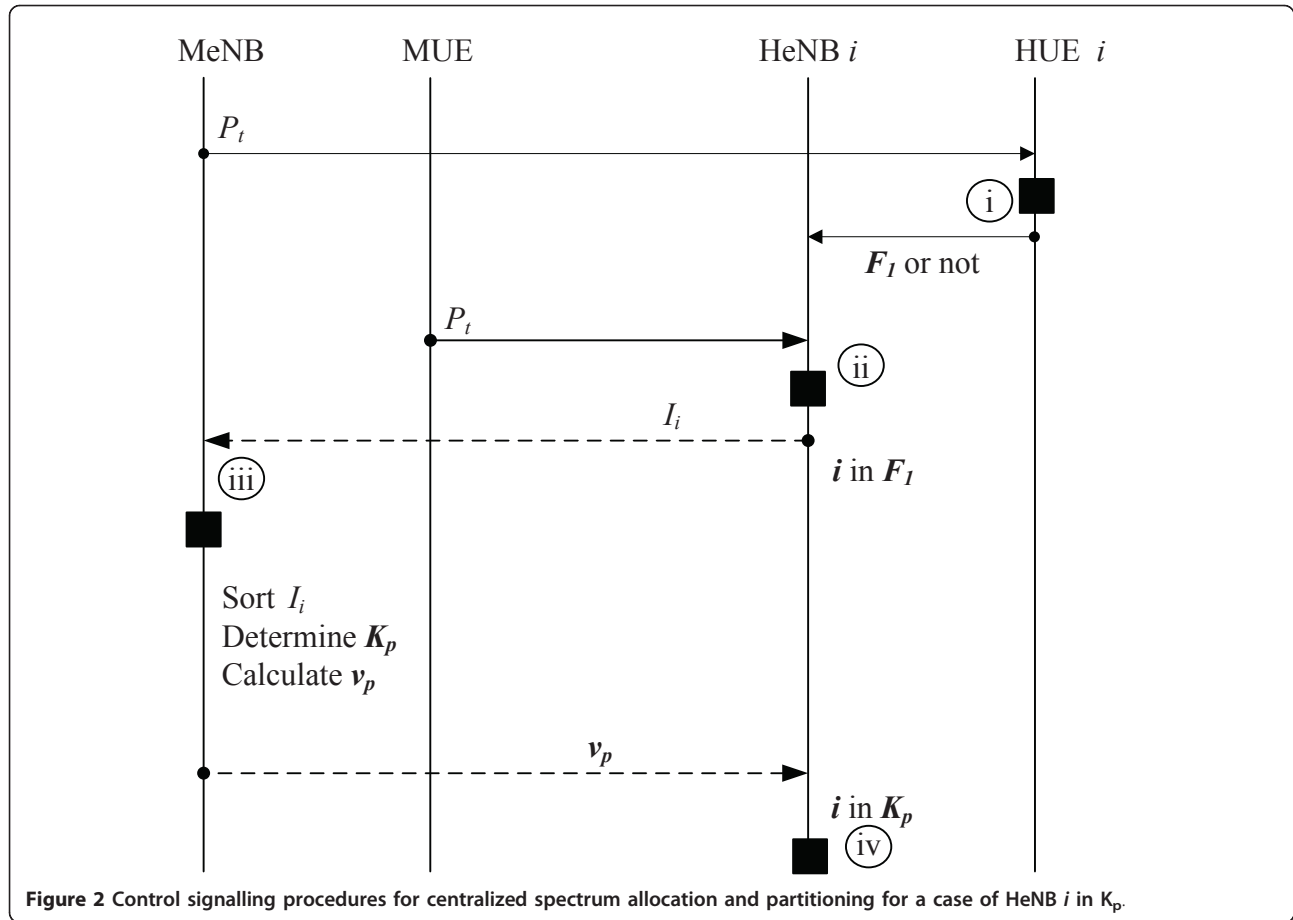 MeNB MUE HeNB i HUE i
P_t
i
F_1 or not
P_t
ii
I_i
iii
i in F_1
Sort I_i
Determine K_p
Calculate v_p
v_p
i in K_p
iv
Figure 2 Control signalling procedures for centralized spectrum allocation and partitioning for a case of HeNB i in K_p.